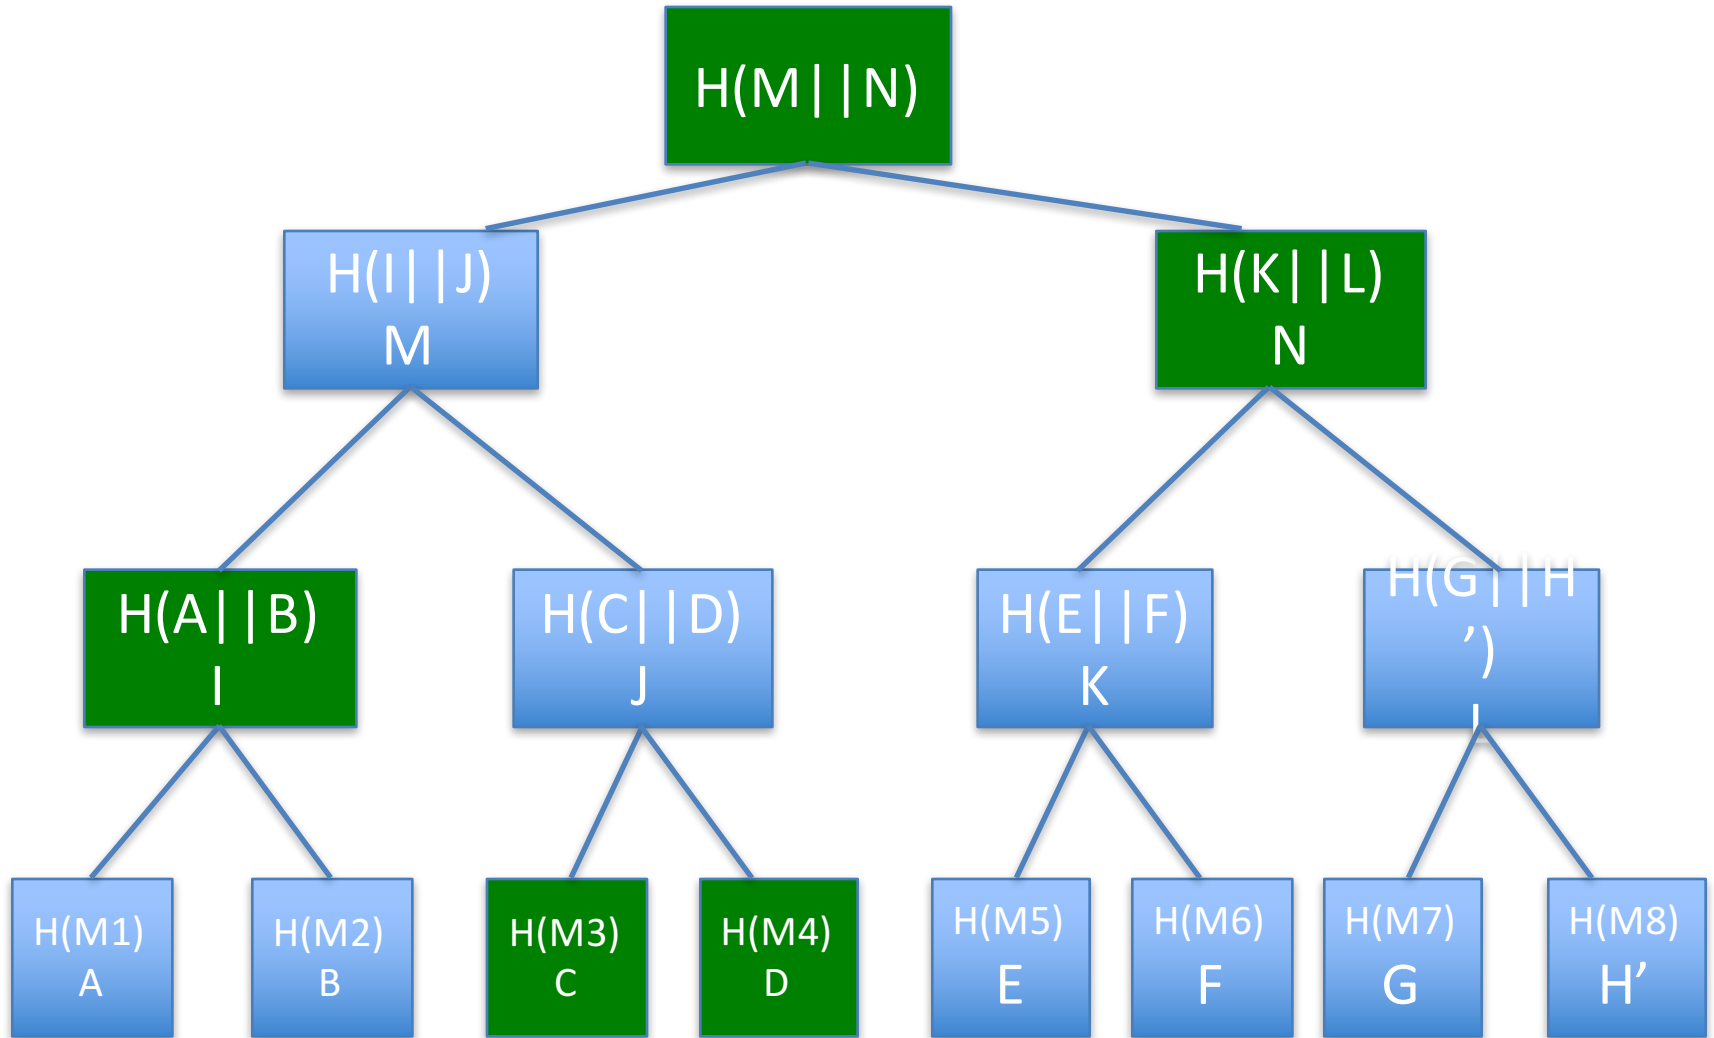 H(M||N)
H(I||J)
M
H(K||L)
N
H(A||B)
I
H(C||D)
J
H(E||F)
K
H(G||H
’)
L
H(M1)
A
H(M2)
B
H(M3)
C
H(M4)
D
H(M5)
E
H(M6)
F
H(M7)
G
H(M8)
H’